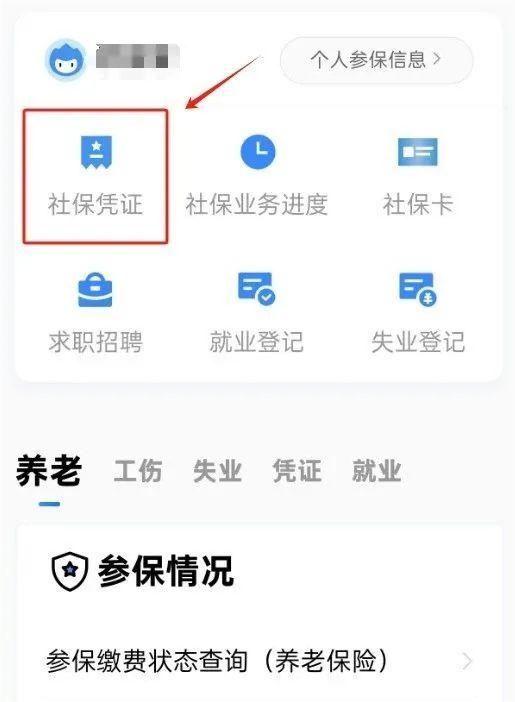 个人参保信息
社保凭证 社保业务进度 社保卡
求职招聘 就业登记 失业登记
养老 工伤 失业 凭证 就业
参保情况
参保缴费状态查询（养老保险）